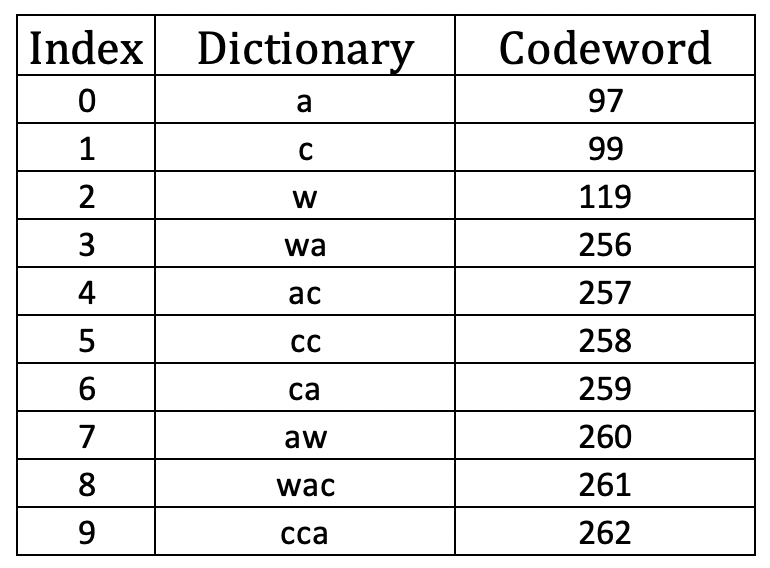 Index Dictionary Codeword
0 a 97
1 c 99
2 w 119
3 wa 256
4 ac 257
5 cc 258
6 ca 259
7 aw 260
8 wac 261
9 cca 262